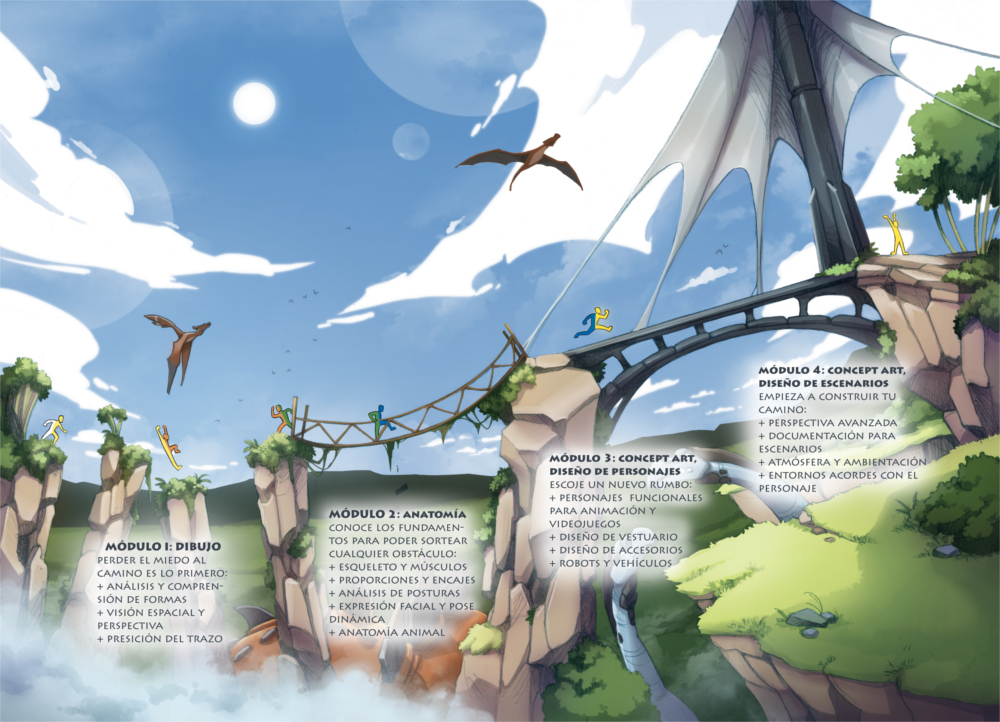 MÓDULO 1: DIBUJO
PERDER EL MIEDO AL
CAMINO ES LO PRIMERO:
+ ANÁLISIS Y COMPREN-
SIÓN DE FORMAS
+ VISIÓN ESPACIAL Y
PERSPECTIVA
+ PRESICIÓN DEL TRAZO
MÓDULO 2: ANATOMÍA
CONOCE LOS FUNDAMEN-
TOS PARA PODER SORTEAR
CUALQUIER OBSTÁCULO:
+ ESQUELETO Y MÚSCULOS
+ PROPORCIONES Y ENCAJES
+ ANÁLISIS DE POSTURAS
+ EXPRESIÓN FACIAL Y POSE
DINÁMICA
+ ANATOMÍA ANIMAL
MÓDULO 3: CONCEPT ART,
DISEÑO DE PERSONAJES
ESCOJE UN NUEVO RUMBO:
+ PERSONAJES FUNCIONALES
PARA ANIMACIÓN Y
VIDEOJUEGOS
+ DISEÑO DE VESTUARIO
+ DISEÑO DE ACCESORIOS
+ ROBOTS Y VEHÍCULOS
MÓDULO 4: CONCEPT ART,
DISEÑO DE ESCENARIOS
EMPIEZA A CONSTRUIR TU
CAMINO:
+ PERSPECTIVA AVANZADA
+ DOCUMENTACIÓN PARA
ESCENARIOS
+ ATMÓSFERA Y AMBIENTACIÓN
+ ENTORNOS ACORDES CON EL
PERSONAJE